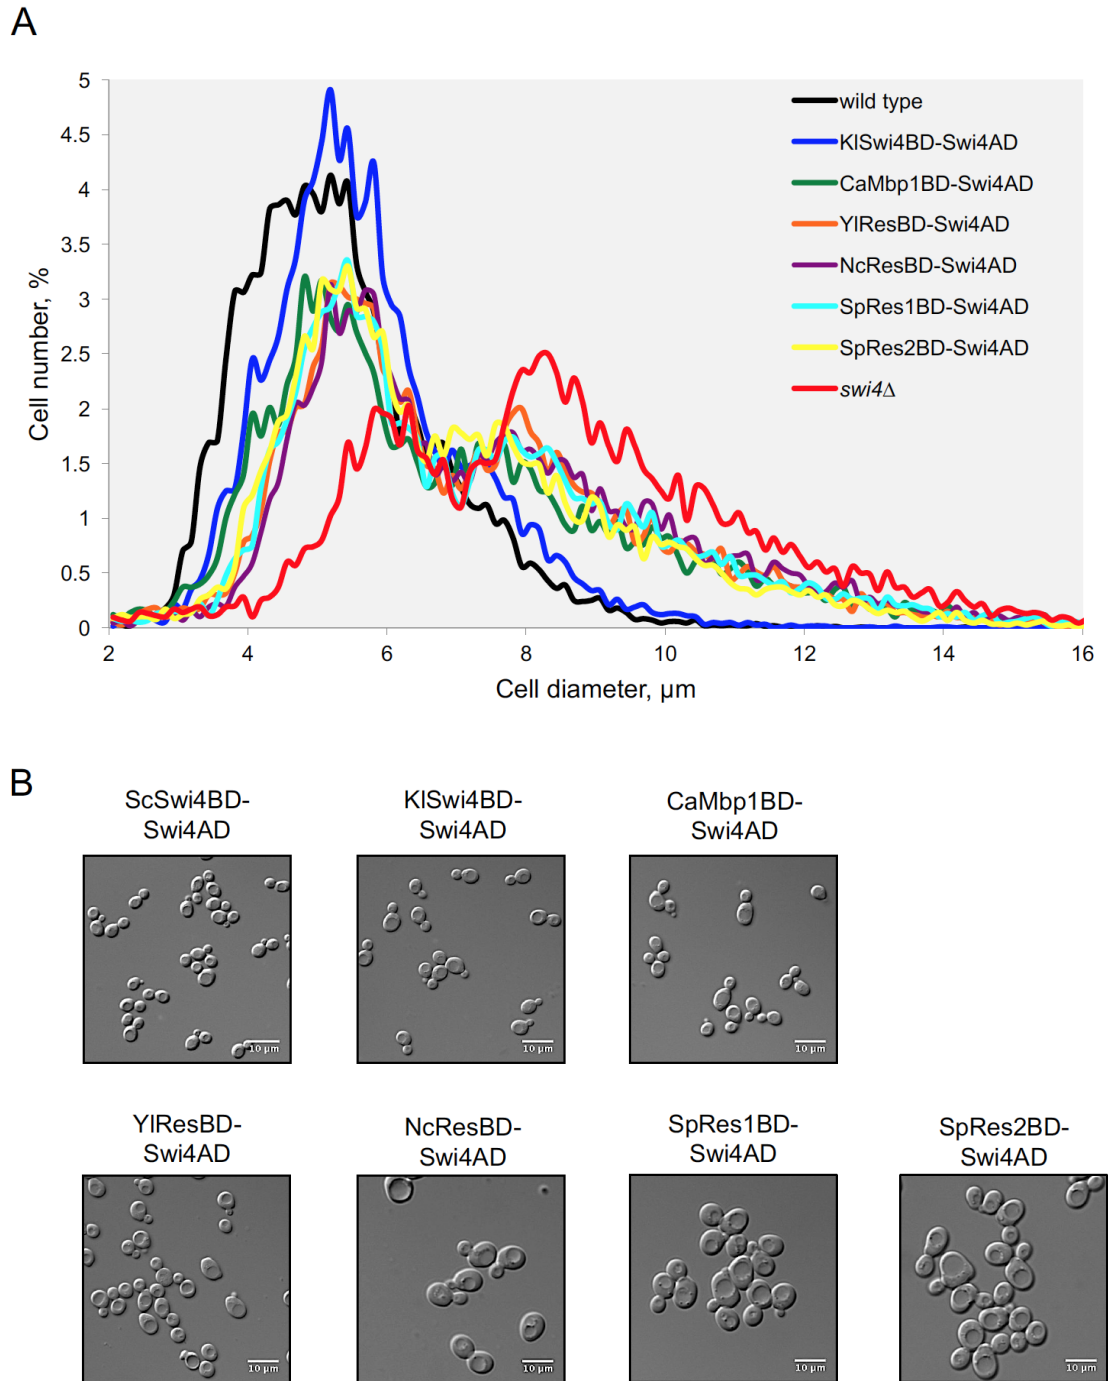 A
5
4.5
4
3.5
3
2.5
2
1.5
1
0.5
0
Cell number, %
2 4 6 8 10 12 14 16
Cell diameter, µm
wild type
KlSwi4BD-Swi4AD
CaMbp1BD-Swi4AD
YlResBD-Swi4AD
NcResBD-Swi4AD
SpRes1BD-Swi4AD
SpRes2BD-Swi4AD
swi4Δ
B
ScSwi4BD-
Swi4AD
KlSwi4BD-
Swi4AD
CaMbp1BD-
Swi4AD
10 µm
10 µm
10 µm
YlResBD-
Swi4AD
NcResBD-
Swi4AD
SpRes1BD-
Swi4AD
SpRes2BD-
Swi4AD
10 µm
10 µm
10 µm
10 µm